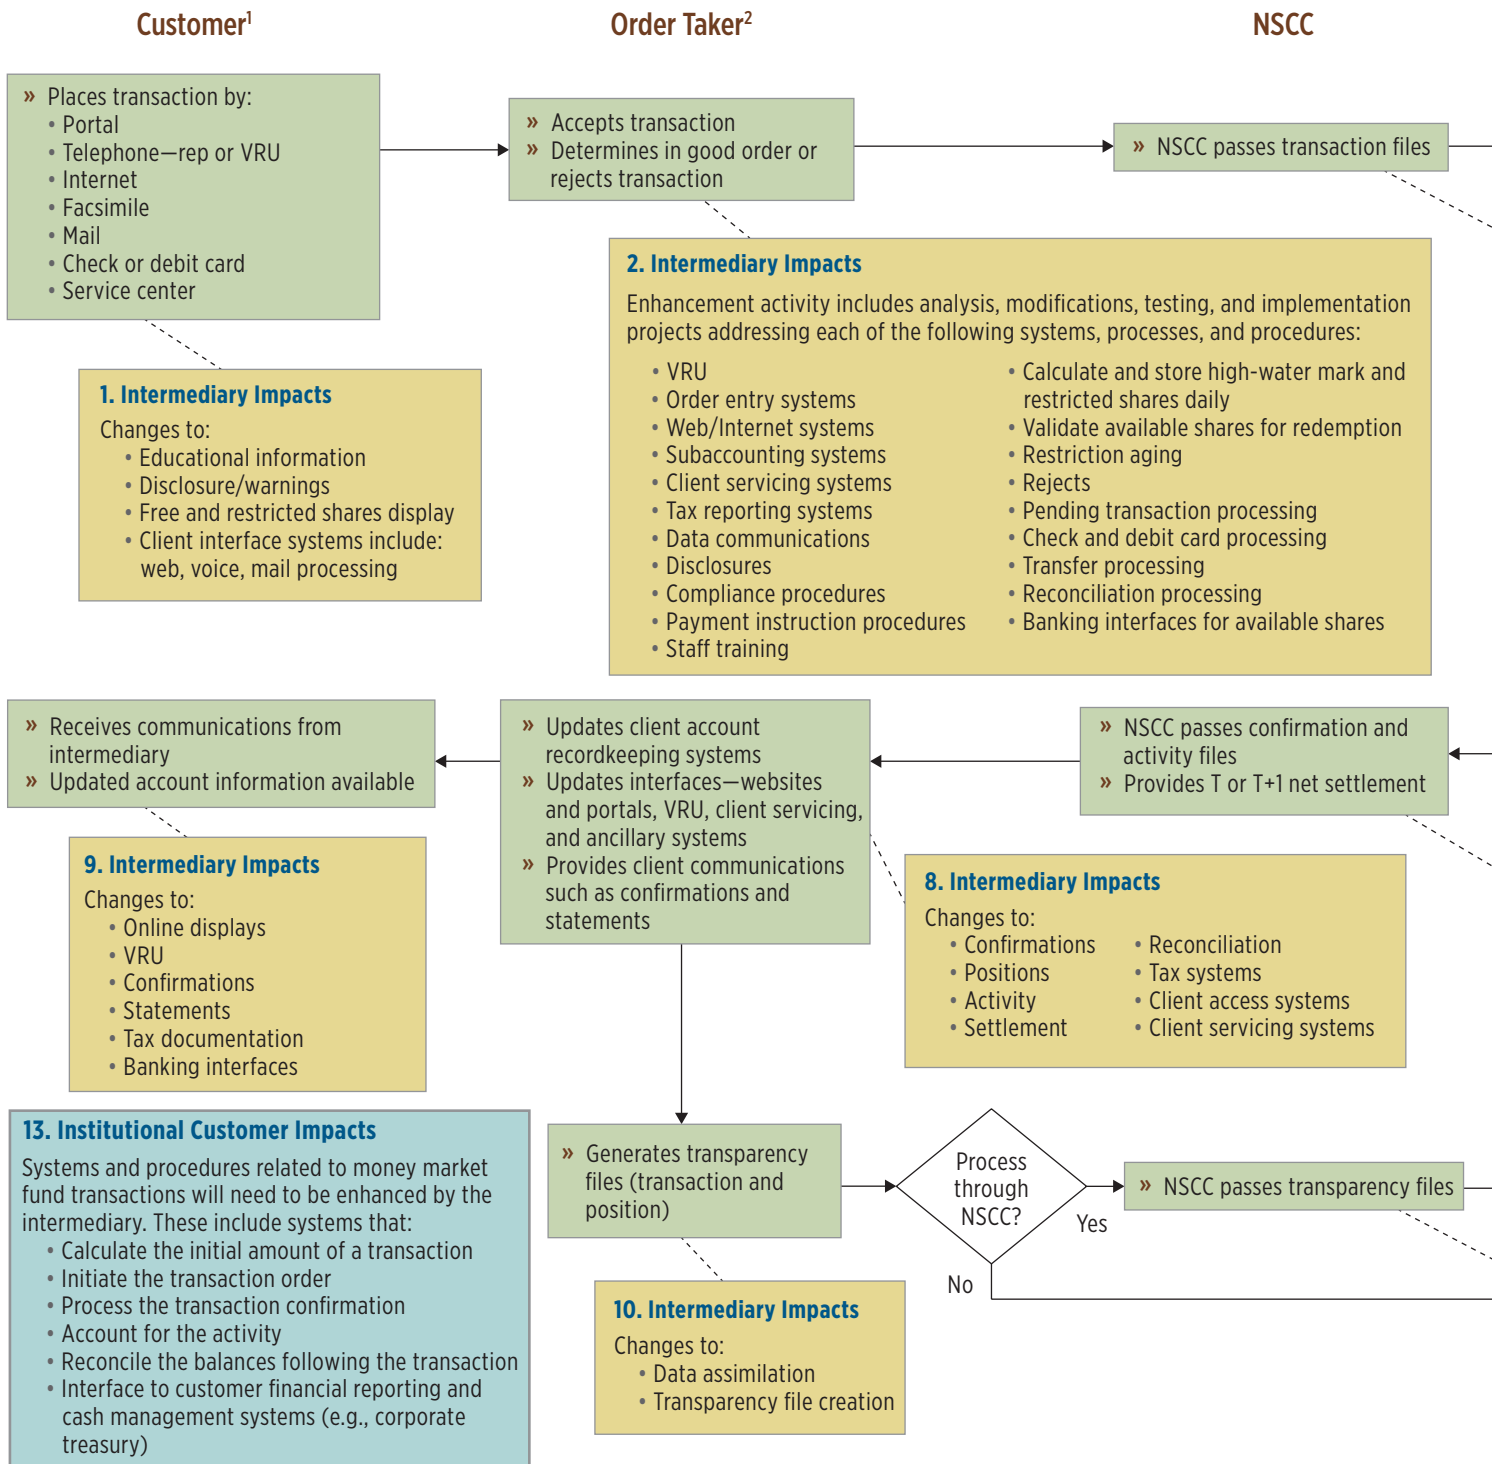 Customer1
Order Taker2
NSCC
» Places transaction by:
• Portal
• Telephone—rep or VRU
• Internet
• Facsimile
• Mail
• Check or debit card
• Service center
» Accepts transaction
» Determines in good order or
rejects transaction
» NSCC passes transaction files
1. Intermediary Impacts
Changes to:
• Educational information
• Disclosure/warnings
• Free and restricted shares display
• Client interface systems include:
web, voice, mail processing
2. Intermediary Impacts
Enhancement activity includes analysis, modifications, testing, and implementation
projects addressing each of the following systems, processes, and procedures:
• VRU
• Order entry systems
• Web/Internet systems
• Subaccounting systems
• Client servicing systems
• Tax reporting systems
• Data communications
• Disclosures
• Compliance procedures
• Payment instruction procedures
• Staff training
• Calculate and store high-water mark and
restricted shares daily
• Validate available shares for redemption
• Restriction aging
• Rejects
• Pending transaction processing
• Check and debit card processing
• Transfer processing
• Reconciliation processing
• Banking interfaces for available shares
» Receives communications from
intermediary
» Updated account information available
» Updates client account
recordkeeping systems
» Updates interfaces—websites
and portals, VRU, client servicing,
and ancillary systems
» Provides client communications
such as confirmations and
statements
» NSCC passes confirmation and
activity files
» Provides T or T+1 net settlement
9. Intermediary Impacts
Changes to:
• Online displays
• VRU
• Confirmations
• Statements
• Tax documentation
• Banking interfaces
8. Intermediary Impacts
Changes to:
• Confirmations
• Positions
• Activity
• Settlement
• Reconciliation
• Tax systems
• Client access systems
• Client servicing systems
13. Institutional Customer Impacts
Systems and procedures related to money market
fund transactions will need to be enhanced by the
intermediary. These include systems that:
• Calculate the initial amount of a transaction
• Initiate the transaction order
• Process the transaction confirmation
• Account for the activity
• Reconcile the balances following the transaction
• Interface to customer financial reporting and
cash management systems (e.g., corporate
treasury)
» Generates transparency
files (transaction and
position)
Process
through
NSCC?
Yes
No
» NSCC passes transparency files
10. Intermediary Impacts
Changes to:
• Data assimilation
• Transparency file creation